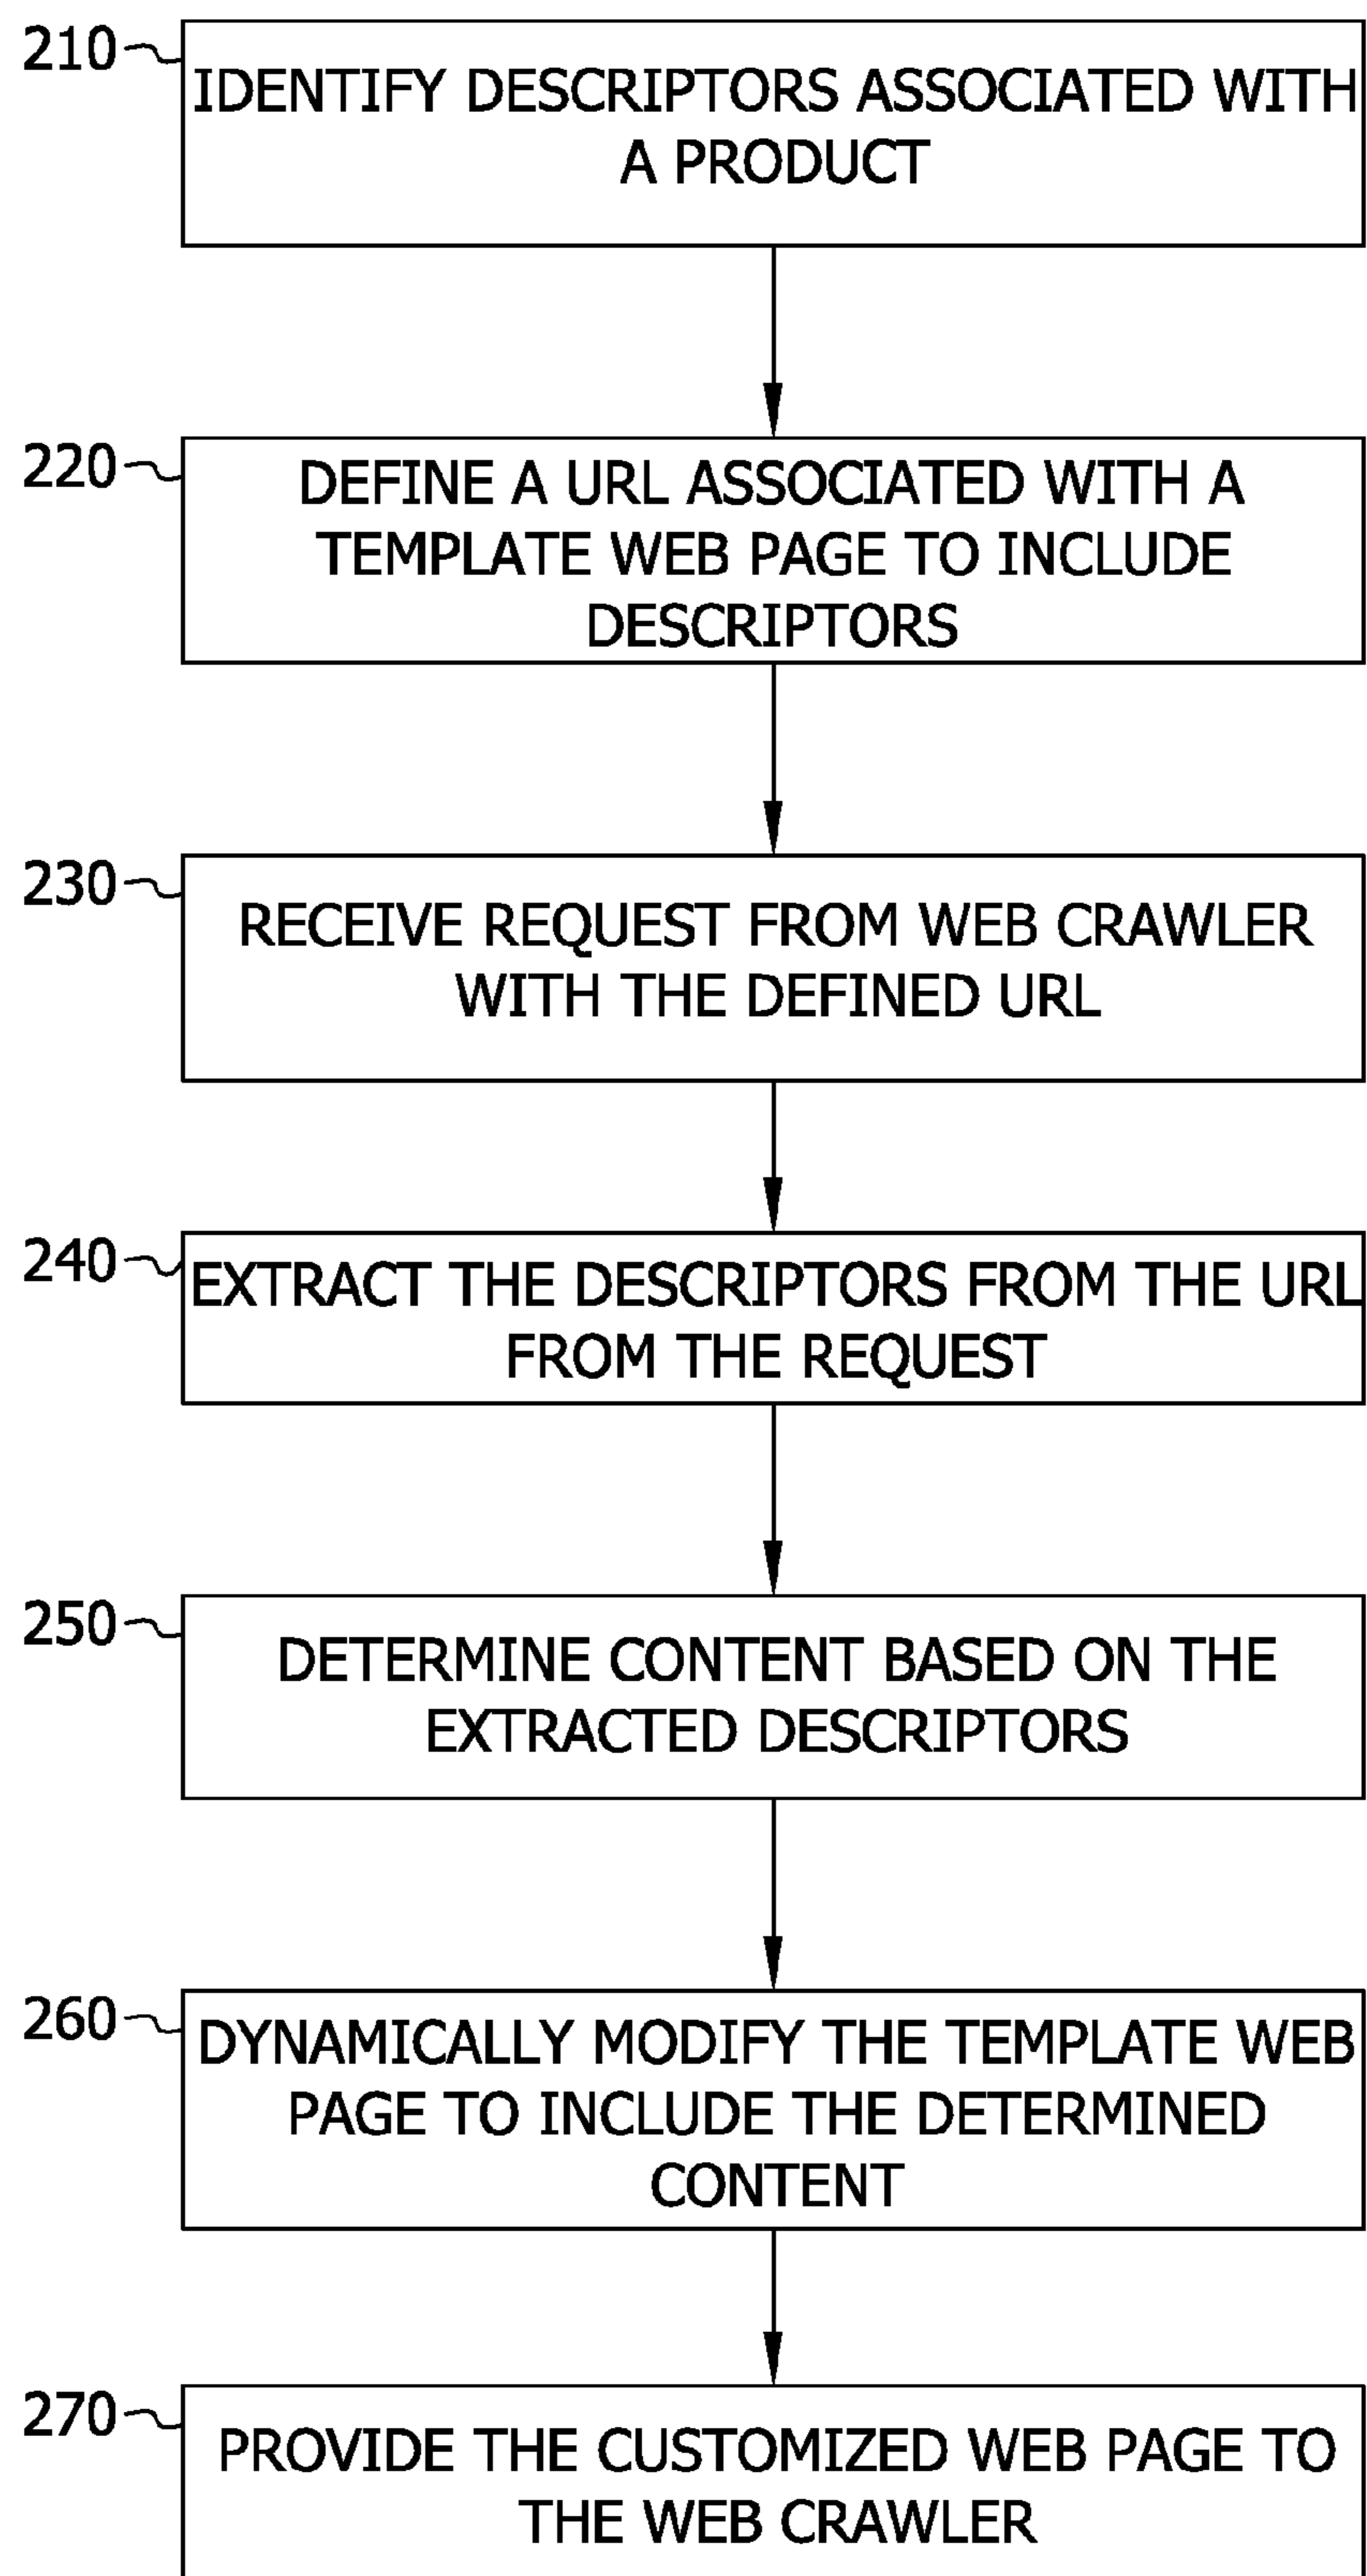 210
IDENTIFY DESCRIPTORS ASSOCIATED WITH
A PRODUCT
220
DEFINE A URL ASSOCIATED WITH A
TEMPLATE WEB PAGE TO INCLUDE
DESCRIPTORS
230
RECEIVE REQUEST FROM WEB CRAWLER
WITH THE DEFINED URL
240
EXTRACT THE DESCRIPTORS FROM THE URL
FROM THE REQUEST
250
DETERMINE CONTENT BASED ON THE
EXTRACTED DESCRIPTORS
260
DYNAMICALLY MODIFY THE TEMPLATE WEB
PAGE TO INCLUDE THE DETERMINED
CONTENT
270
PROVIDE THE CUSTOMIZED WEB PAGE TO
THE WEB CRAWLER